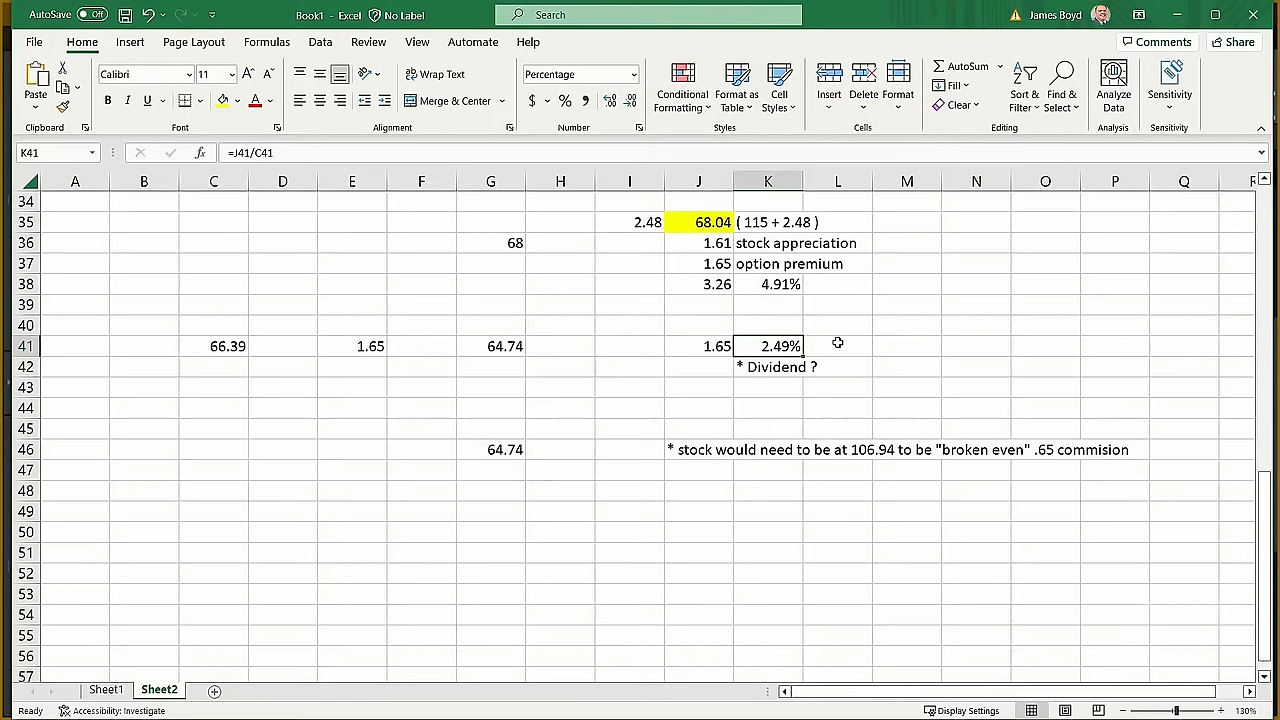 AutoSave Off Book1 - Excel No Label Search James Boyd
File Home Insert Page Layout Formulas Data Review View Automate Help Comments Share
Paste Calibri 11 Wrap Text Percentage Conditional Formatting Format as Table Cell Styles Insert Delete Format AutoSum Sort & Filter Find & Select Analyze Data Sensitivity
B I U A Merge & Center $ % , Fill Clear
Clipboard Font Alignment Number Styles Cells Editing Analysis Sensitivity
K41 fx =J41/C41
A B C D E F G H I J K L M N O P Q R
34
35 2.48 68.04 ( 115 + 2.48 )
36 68 1.61 stock appreciation
37 1.65 option premium
38 3.26 4.91%
39
40
41 66.39 1.65 64.74 1.65 2.49%
42 * Dividend ?
43
44
45
46 64.74 * stock would need to be at 106.94 to be "broken even" .65 commision
47
48
49
50
51
52
53
54
55
56
57
Sheet1 Sheet2
Ready Accessibility: Investigate Display Settings 130%